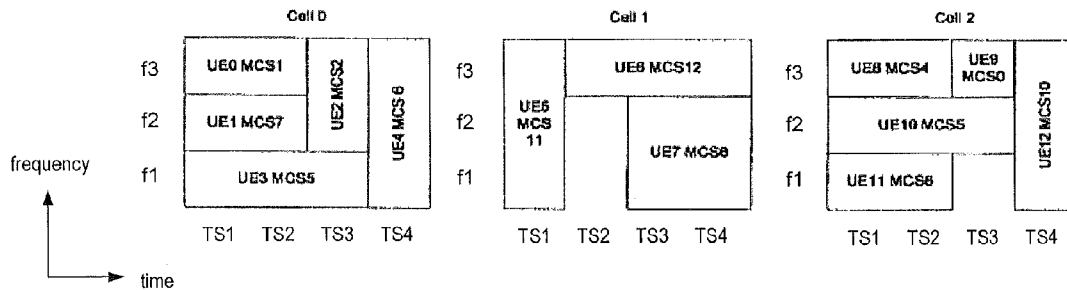 Cell 0
Cell 1
Cell 2
f3
f2
f1
UE0 MCS1
UE1 MCS7
UE2 MCS2
UE3 MCS5
UE4 MCS 6
TS1 TS2 TS3 TS4
UE5
MCS
11
UE6 MCS12
UE7 MCS8
f3
f2
f1
TS1 TS2 TS3 TS4
UE8 MCS4
UE9
MCS0
UE10 MCS5
UE11 MCS6
UE12 MCS10
f3
f2
f1
TS1 TS2 TS3 TS4
frequency
time